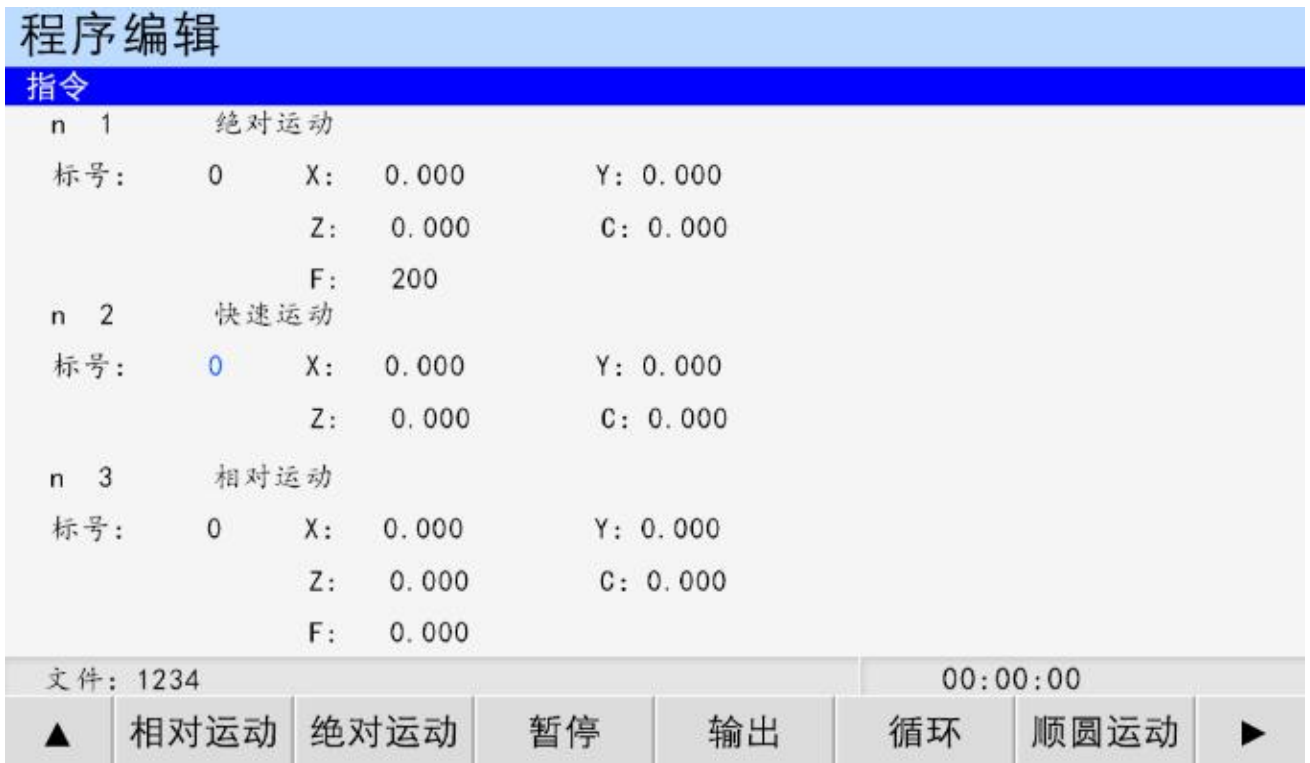 程序编辑
指令
n 1 绝对运动
标号: 0 X: 0.000 Y: 0.000
Z: 0.000 C: 0.000
F: 200
n 2 快速运动
标号: 0 X: 0.000 Y: 0.000
Z: 0.000 C: 0.000
n 3 相对运动
标号: 0 X: 0.000 Y: 0.000
Z: 0.000 C: 0.000
F: 0.000
文件: 1234 00:00:00
▲ 相对运动 绝对运动 暂停 输出 循环 顺圆运动 ▶